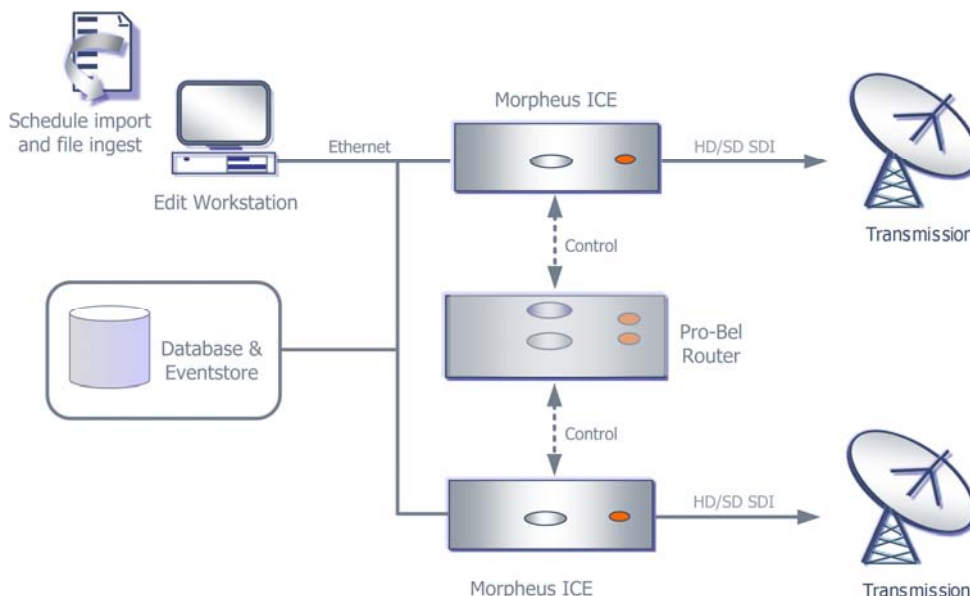 Schedule import
and file ingest
Edit Workstation
Ethernet
Morpheus ICE
HD/SD SDI
Transmission
Control
Database &
Eventstore
Pro-Bel
Router
Control
HD/SD SDI
Morpheus ICE
Transmission